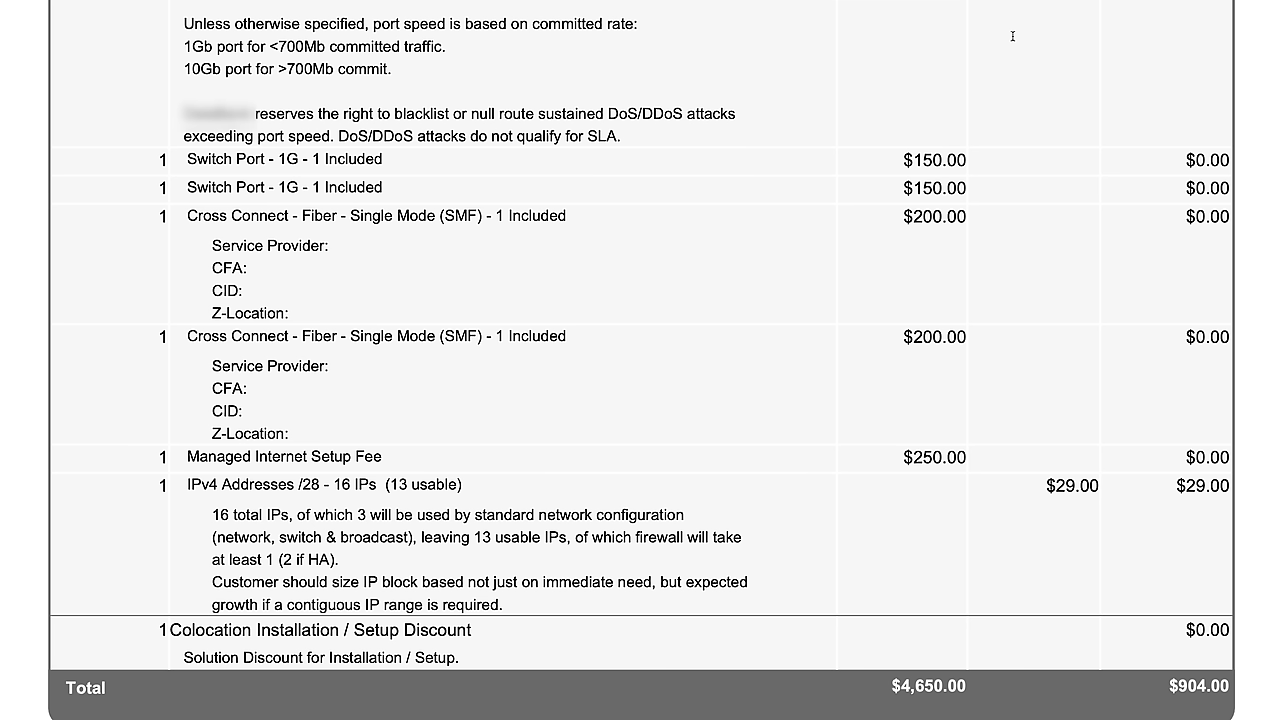 Unless otherwise specified, port speed is based on committed rate:
1Gb port for <700Mb committed traffic.
10Gb port for >700Mb commit.
reserves the right to blacklist or null route sustained DoS/DDoS attacks
exceeding port speed. DoS/DDoS attacks do not qualify for SLA.
1 Switch Port - 1G - 1 Included $150.00 $0.00
1 Switch Port - 1G - 1 Included $150.00 $0.00
1 Cross Connect - Fiber - Single Mode (SMF) - 1 Included $200.00 $0.00
Service Provider:
CFA:
CID:
Z-Location:
1 Cross Connect - Fiber - Single Mode (SMF) - 1 Included $200.00 $0.00
Service Provider:
CFA:
CID:
Z-Location:
1 Managed Internet Setup Fee $250.00 $0.00
1 IPv4 Addresses /28 - 16 IPs (13 usable) $29.00 $29.00
16 total IPs, of which 3 will be used by standard network configuration
(network, switch & broadcast), leaving 13 usable IPs, of which firewall will take
at least 1 (2 if HA).
Customer should size IP block based not just on immediate need, but expected
growth if a contiguous IP range is required.
1 Colocation Installation / Setup Discount $0.00
Solution Discount for Installation / Setup.
Total $4,650.00 $904.00